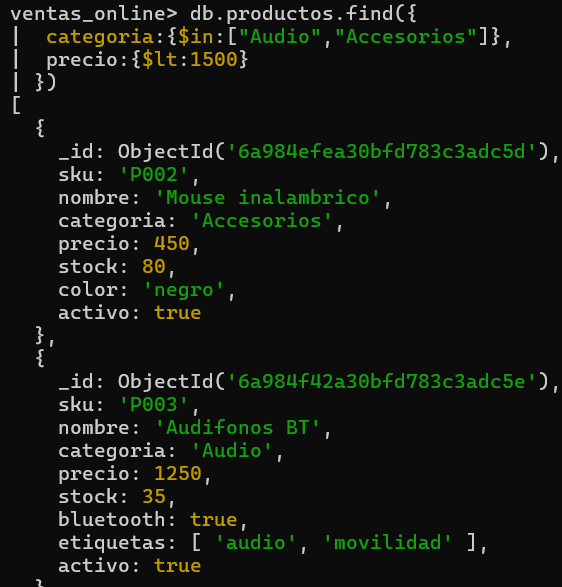 ventas_online> db.productos.find({
|  categoria:{$in:["Audio","Accesorios"]},
|  precio:{$lt:1500}
| })
[
  {
    _id: ObjectId('6a984efea30bfd783c3adc5d'),
    sku: 'P002',
    nombre: 'Mouse inalambrico',
    categoria: 'Accesorios',
    precio: 450,
    stock: 80,
    color: 'negro',
    activo: true
  },
  {
    _id: ObjectId('6a984f42a30bfd783c3adc5e'),
    sku: 'P003',
    nombre: 'Audifonos BT',
    categoria: 'Audio',
    precio: 1250,
    stock: 35,
    bluetooth: true,
    etiquetas: [ 'audio', 'movilidad' ],
    activo: true
  }